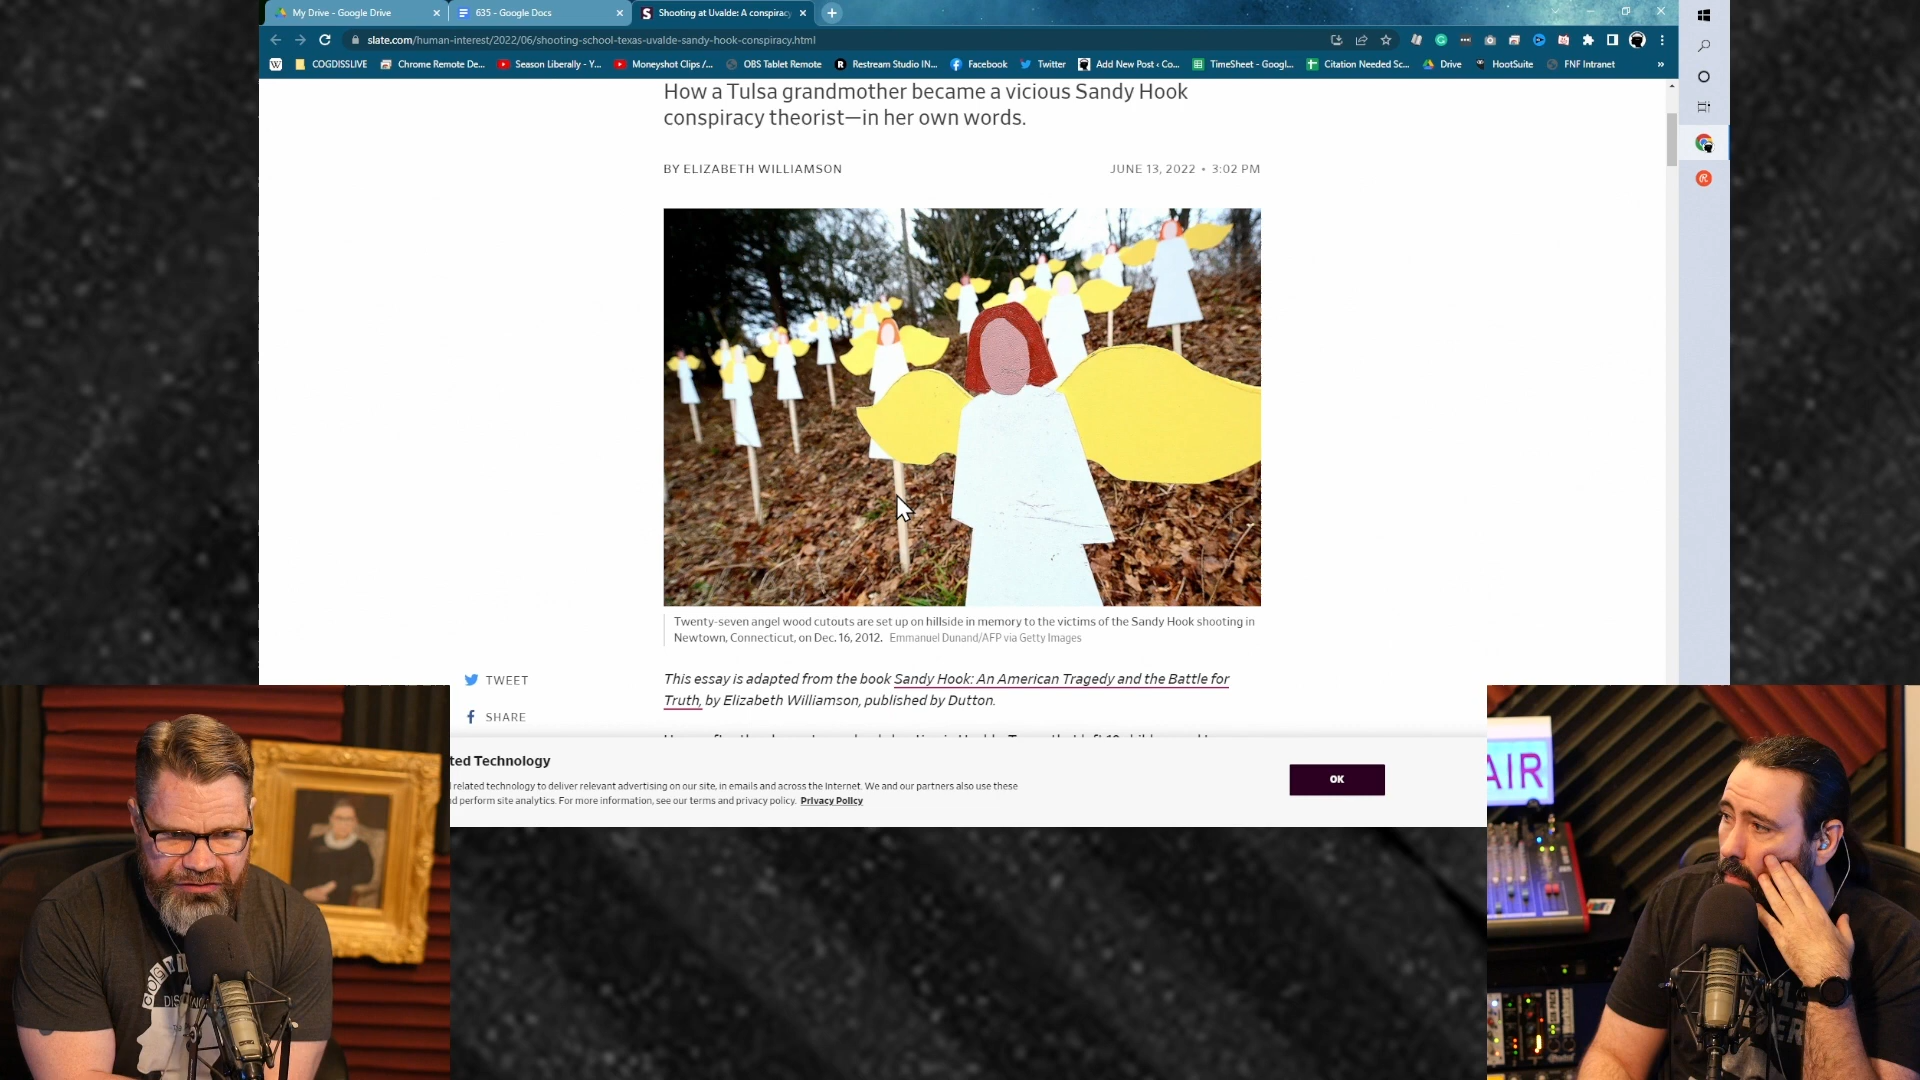 My Drive - Google Drive
635 - Google Docs
Shooting at Uvalde: A conspiracy
slate.com/human-interest/2022/06/shooting-school-texas-uvalde-sandy-hook-conspiracy.html
COGDISSLIVE
Chrome Remote De...
Season Liberally - Y...
Moneyshot Clips /...
OBS Tablet Remote
Restream Studio IN...
Facebook
Twitter
Add New Post ‹ Co...
TimeSheet - Googl...
Citation Needed Sc...
Drive
HootSuite
FNF Intranet
»
How a Tulsa grandmother became a vicious Sandy Hook
conspiracy theorist—in her own words.
BY ELIZABETH WILLIAMSON
JUNE 13, 2022 • 3:02 PM
Twenty-seven angel wood cutouts are set up on hillside in memory to the victims of the Sandy Hook shooting in
Newtown, Connecticut, on Dec. 16, 2012. Emmanuel Dunand/AFP via Getty Images
This essay is adapted from the book Sandy Hook: An American Tragedy and the Battle for
Truth, by Elizabeth Williamson, published by Dutton.
TWEET
SHARE
ted Technology
related technology to deliver relevant advertising on our site, in emails and across the Internet. We and our partners also use these
d perform site analytics. For more information, see our terms and privacy policy. Privacy Policy
OK
AIR